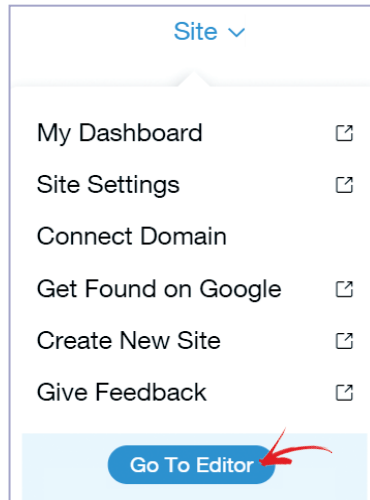 Site
My Dashboard
Site Settings
Connect Domain
Get Found on Google
Create New Site
Give Feedback
Go To Editor